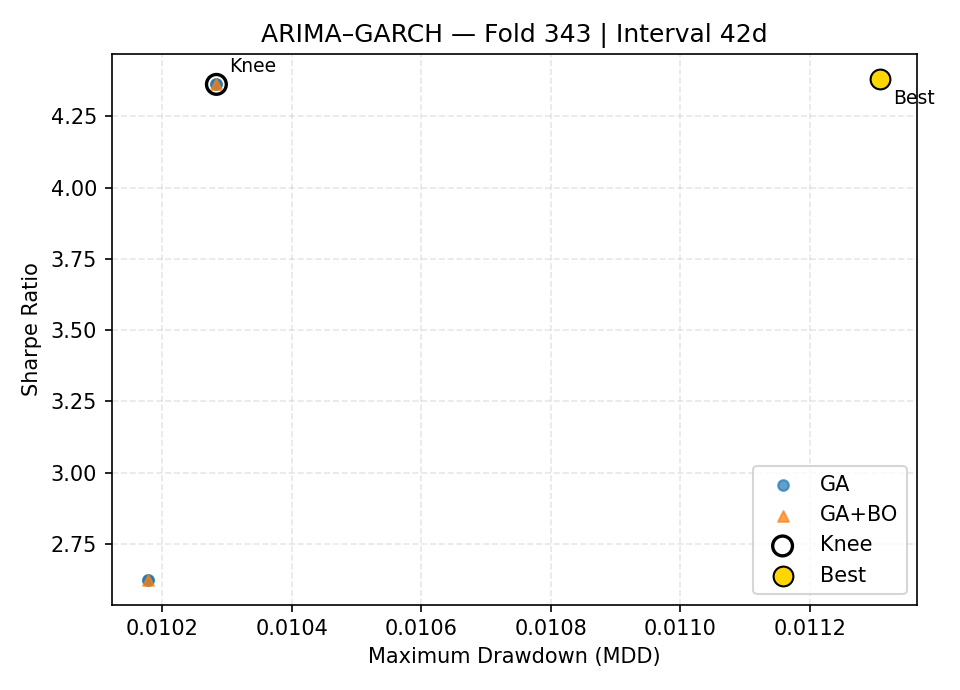 ARIMA–GARCH — Fold 343 | Interval 42d
Knee
Best
4.25
4.00
3.75
3.50
3.25
3.00
2.75
Sharpe Ratio
GA
GA+BO
Knee
Best
0.0102
0.0104
0.0106
0.0108
0.0110
0.0112
Maximum Drawdown (MDD)